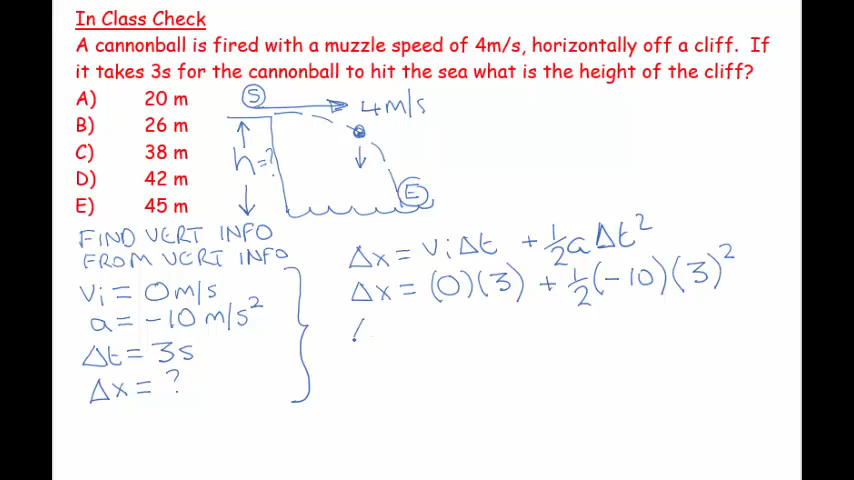 In Class Check
A cannonball is fired with a muzzle speed of 4m/s, horizontally off a cliff. If
it takes 3s for the cannonball to hit the sea what is the height of the cliff?
A) 20 m
B) 26 m
C) 38 m
D) 42 m
E) 45 m
S
4m/s
h=?
E
FIND VERT INFO
FROM VERT INFO
Vi = 0m/s
a = -10 m/s²
Δt = 3s
Δx = ?
Δx = ViΔt + ½aΔt²
Δx = (0)(3) + ½(-10)(3)²